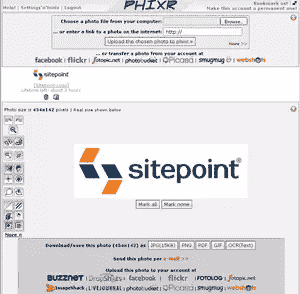 PHIXR
Help | Settings'n'tools | Logout
Bookmark us!
Make this account a permanent one!
Choose a photo file from your computer: Browse..
... or enter a link to a photo on the internet: http://
Upload the chosen photo to phixr »
More >>
... or transfer a photo from your account at
facebook | flickr | fotopic.net | photobucket | Picasa | smugmug | webshots
sitepoint
Photo size is 454x142 pixels | Real size shown below
sitepoint
Mark all Mark none
More »
Download/save this photo (454x142) as JPG(15KB) PNG PDF GIF OCR(Text)
Send this photo per e-Mail >>
Upload this photo to your account at
BUZZNET | DropShots | facebook | flickr | FOTOLOG | fotopic.net
ImageShack | LIVEJOURNAL | photobucket | Picasa | smugmug | webshots